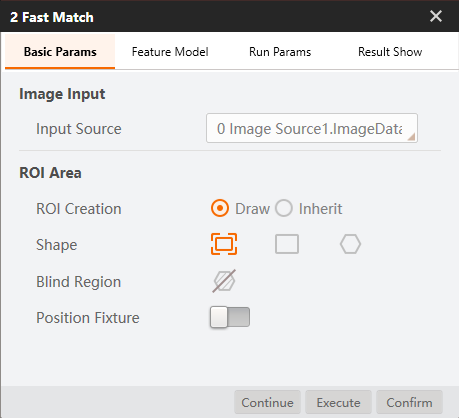 2 Fast Match
Basic Params Feature Model Run Params Result Show
Image Input
Input Source 0 Image Source1.ImageData
ROI Area
ROI Creation Draw Inherit
Shape
Blind Region
Position Fixture
Continue Execute Confirm